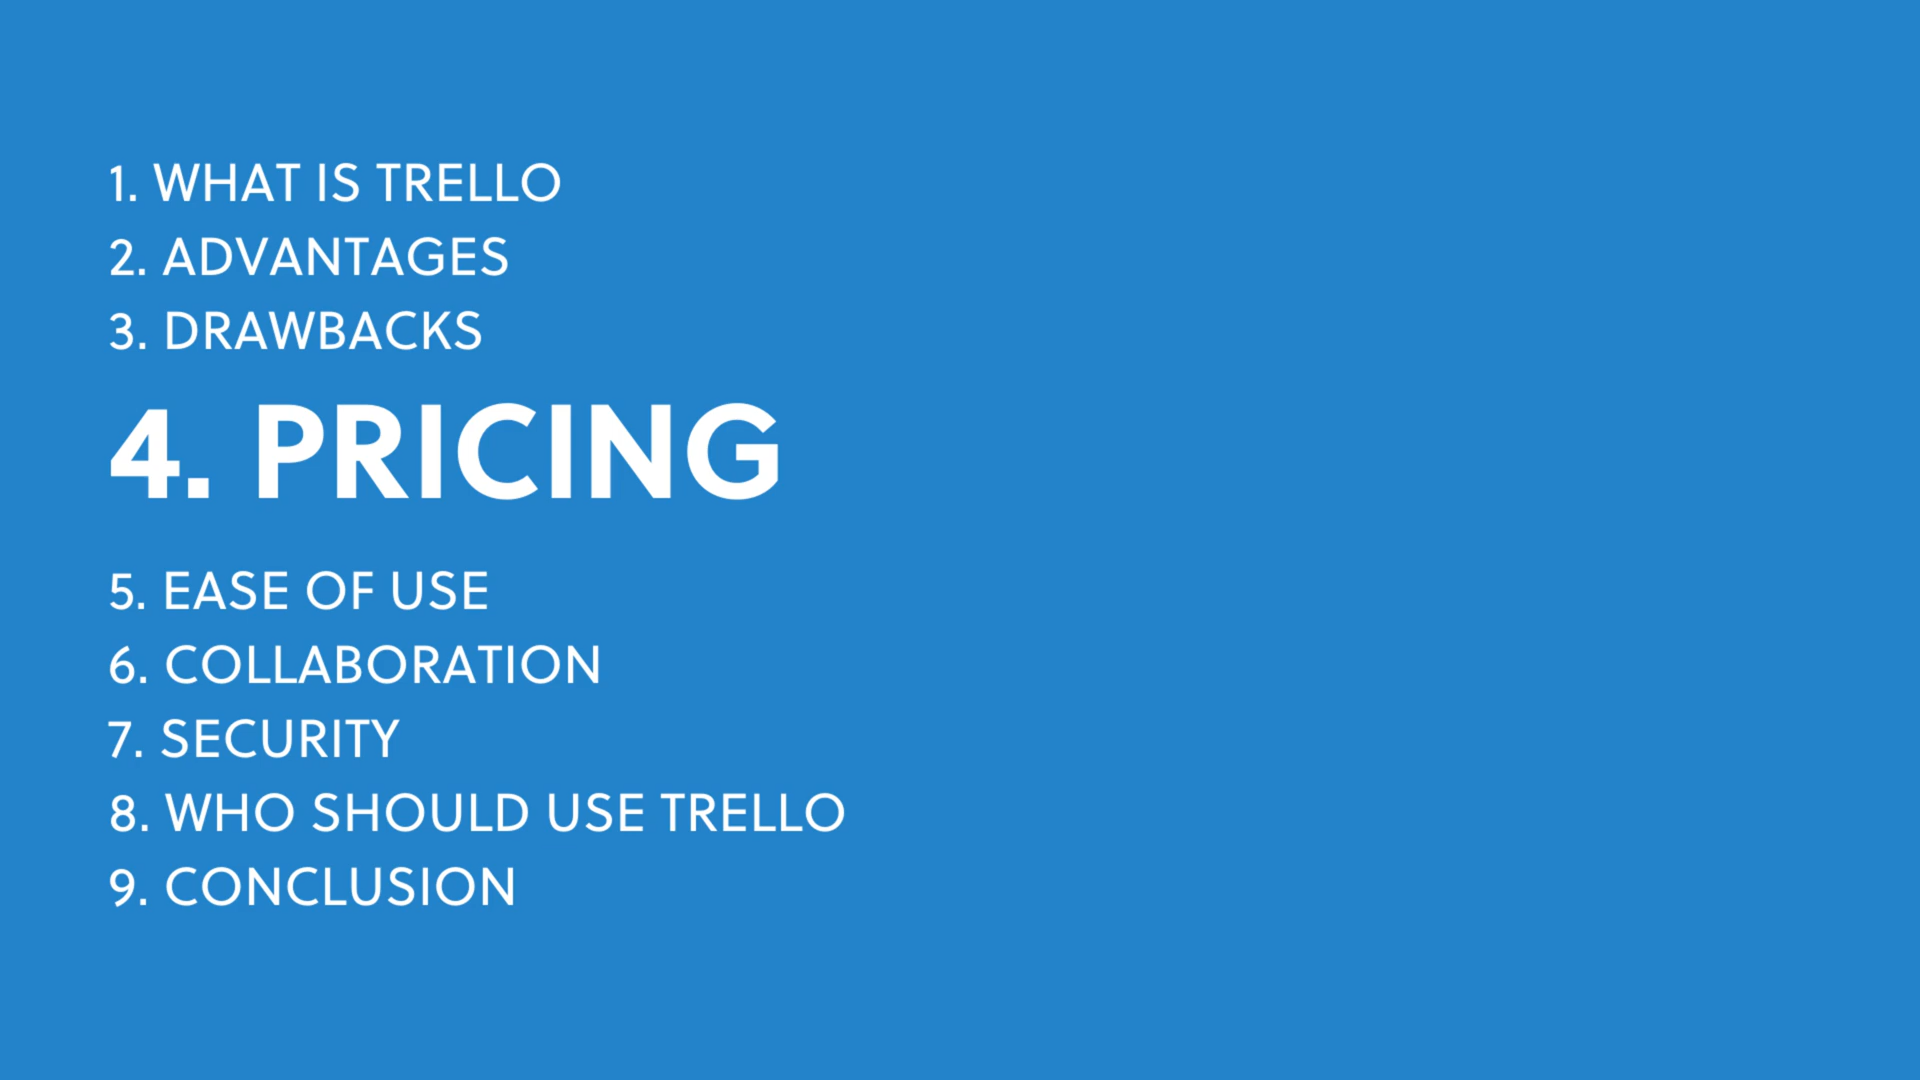 1. WHAT IS TRELLO
2. ADVANTAGES
3. DRAWBACKS
4. PRICING
5. EASE OF USE
6. COLLABORATION
7. SECURITY
8. WHO SHOULD USE TRELLO
9. CONCLUSION